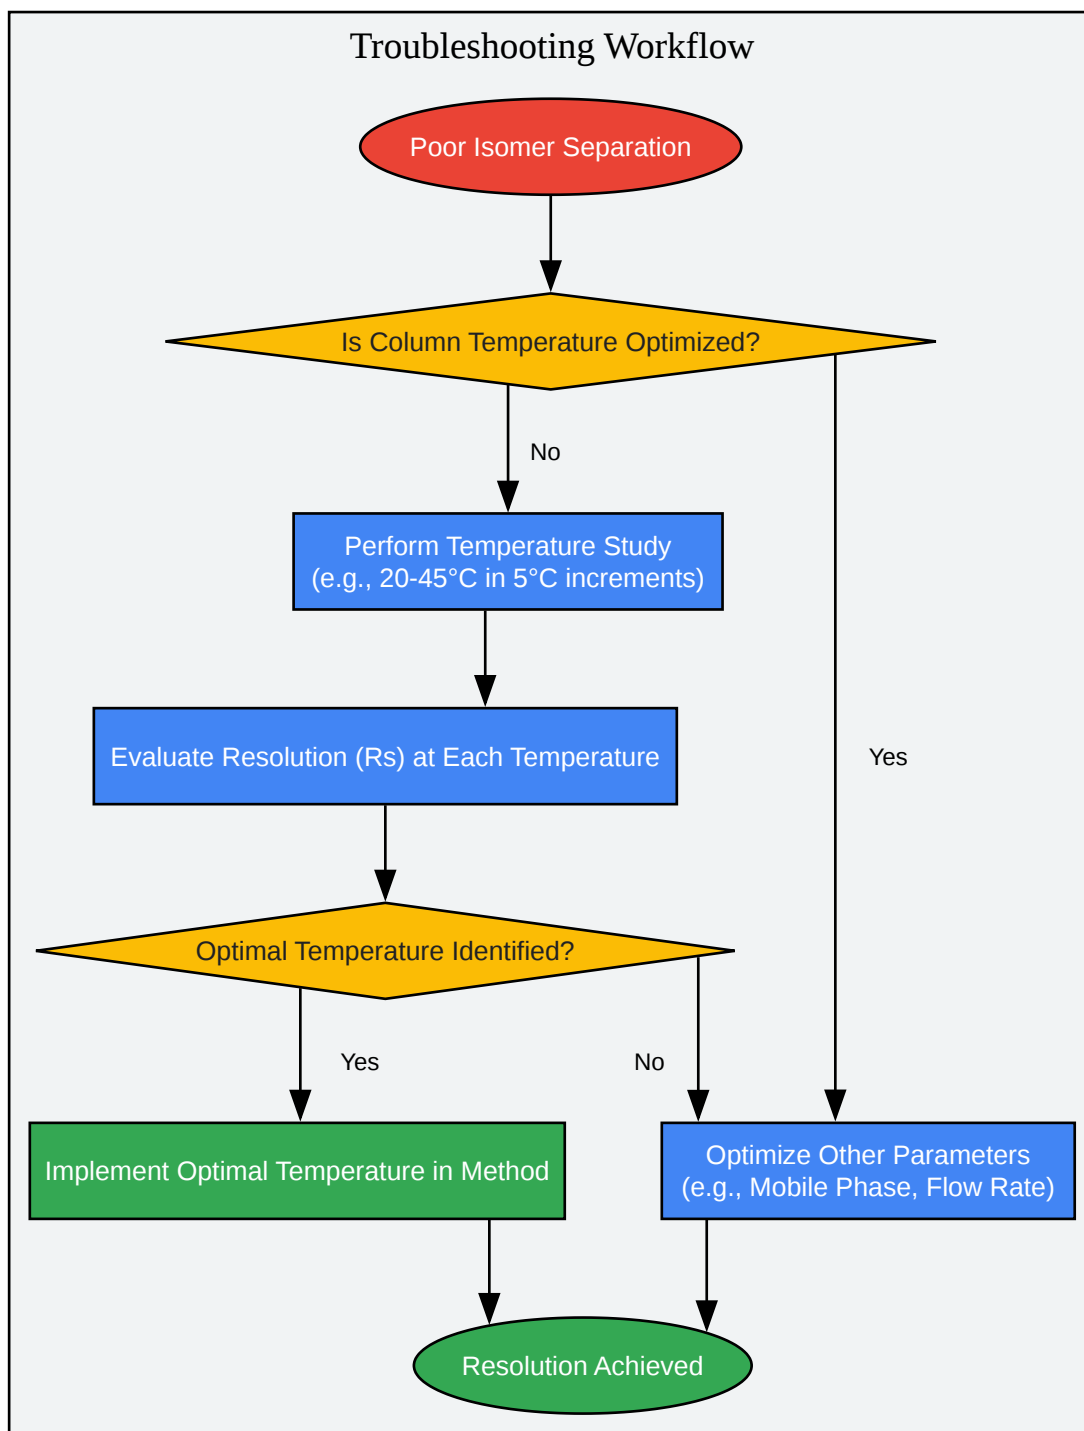 Troubleshooting Workflow
Poor Isomer Separation
Is Column Temperature Optimized?
No
Perform Temperature Study
(e.g., 20-45°C in 5°C increments)
Evaluate Resolution (Rs) at Each Temperature
Yes
Optimal Temperature Identified?
Yes
No
Implement Optimal Temperature in Method
Optimize Other Parameters
(e.g., Mobile Phase, Flow Rate)
Resolution Achieved